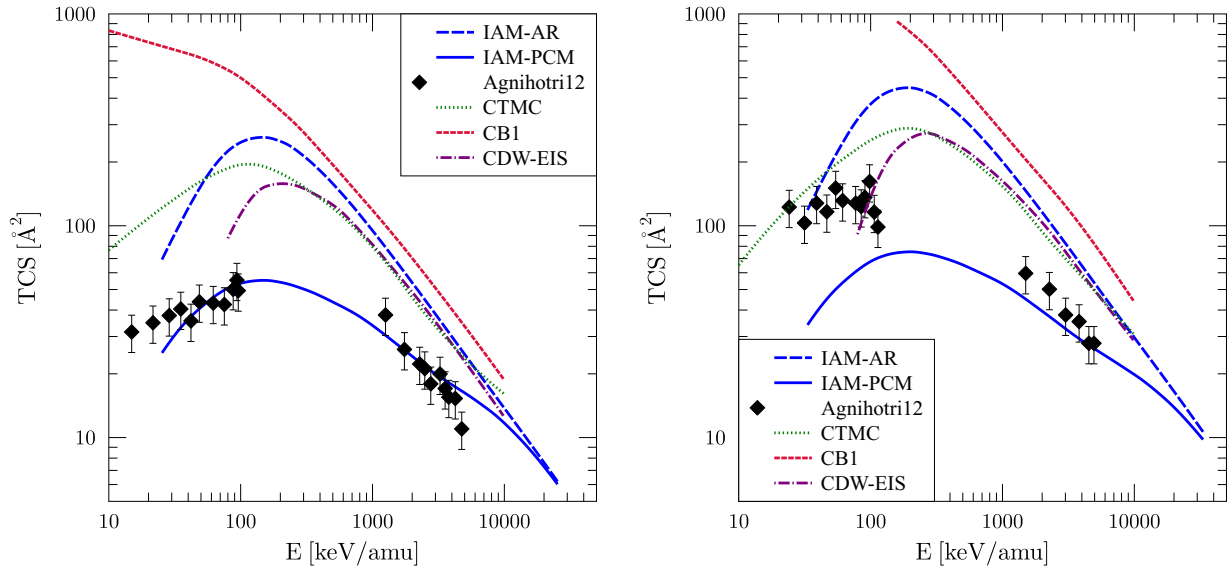 1000
100
10
TCS [Å²]
10
100
1000
10000
E [keV/amu]
IAM-AR
IAM-PCM
Agnihotri12
CTMC
CB1
CDW-EIS
1000
100
10
TCS [Å²]
10
100
1000
10000
E [keV/amu]
IAM-AR
IAM-PCM
Agnihotri12
CTMC
CB1
CDW-EIS